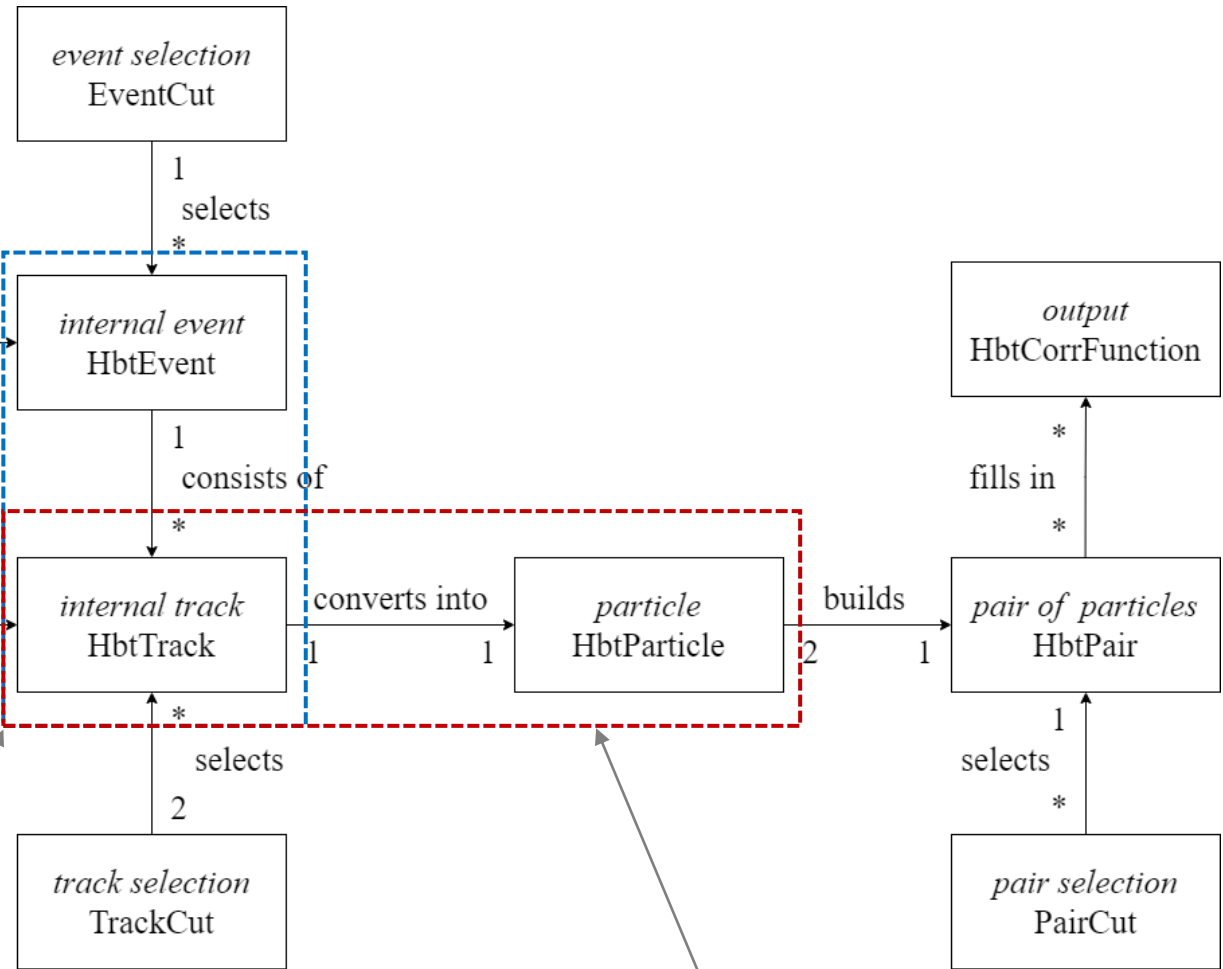 event selection
EventCut
1
selects
*
internal event
HbtEvent
output
HbtCorrFunction
1
consists of
*
*
fills in
*
internal track
HbtTrack
converts into
1
1
particle
HbtParticle
builds
2
1
pair of particles
HbtPair
*
selects
2
1
selects
*
track selection
TrackCut
pair selection
PairCut